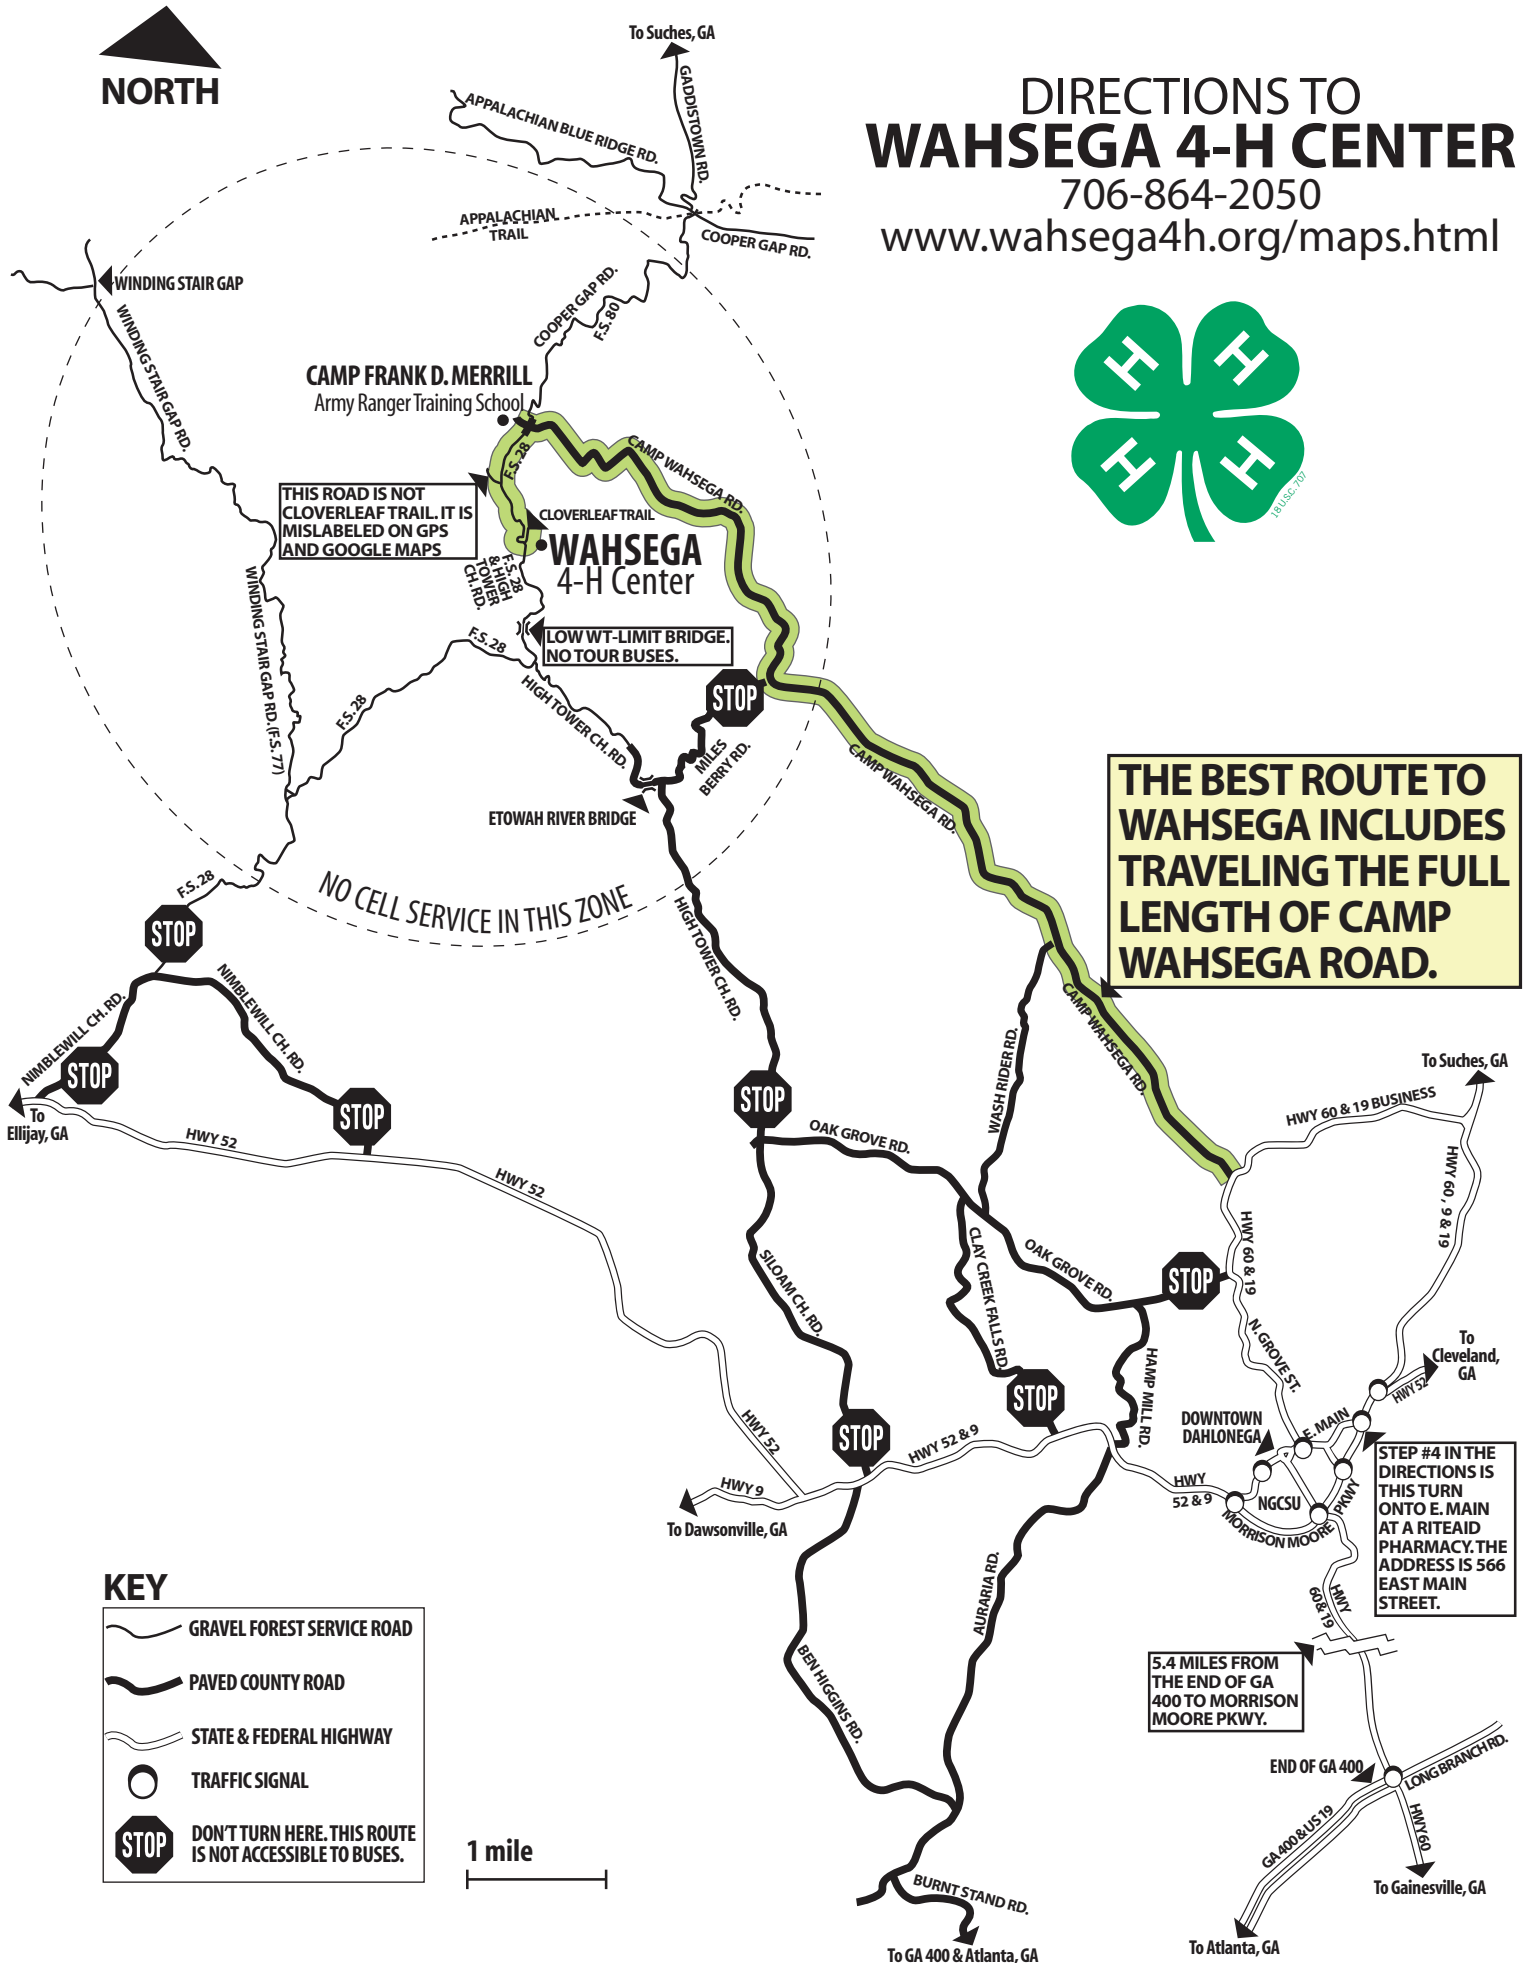 NORTH
DIRECTIONS TO
WAHSEGA 4-H CENTER
706-864-2050
www.wahsega4h.org/maps.html
H H
H H
18 U.S.C. 707
To Suches, GA
GADDISTOWN RD.
APPALACHIAN BLUE RIDGE RD.
APPALACHIAN
TRAIL
COOPER GAP RD.
WINDING STAIR GAP
COOPER GAP RD.
F.S. 80
WINDING STAIR GAP RD.
CAMP FRANK D. MERRILL
Army Ranger Training School
F.S. 28
CAMP WAHSEGA RD.
THIS ROAD IS NOT
CLOVERLEAF TRAIL. IT IS
MISLABELED ON GPS
AND GOOGLE MAPS
CLOVERLEAF TRAIL
WAHSEGA
4-H Center
F.S. 28
& HIGH
TOWER
CH. RD.
WINDING STAIR GAP RD. (F.S. 77)
F.S. 28
LOW WT-LIMIT BRIDGE.
NO TOUR BUSES.
F.S. 28
HIGH TOWER CH. RD.
STOP
MILES
BERRY RD.
CAMP WAHSEGA RD.
ETOWAH RIVER BRIDGE
THE BEST ROUTE TO
WAHSEGA INCLUDES
TRAVELING THE FULL
LENGTH OF CAMP
WAHSEGA ROAD.
F.S. 28
NO CELL SERVICE IN THIS ZONE
STOP
HIGH TOWER CH. RD.
NIMBLEWILL CH. RD.
NIMBLEWILL CH. RD.
CAMP WAHSEGA RD.
WASH RIDER RD.
STOP
STOP
STOP
To
Ellijay, GA
HWY 52
HWY 52
OAK GROVE RD.
To Suches, GA
HWY 60 & 19 BUSINESS
HWY 60, 9 & 19
HWY 60 & 19
SILOAM CH. RD.
CLAY CREEK FALLS RD.
OAK GROVE RD.
STOP
N. GROVE ST.
HAMP MILL RD.
To
Cleveland,
GA
HWY 52
STOP
STOP
HWY 52
HWY 52 & 9
HWY 9
To Dawsonville, GA
DOWNTOWN
DAHLONEGA
E. MAIN
HWY
52 & 9
NGCSU
MORRISON MOORE PKWY
STEP #4 IN THE
DIRECTIONS IS
THIS TURN
ONTO E. MAIN
AT A RITEAID
PHARMACY. THE
ADDRESS IS 566
EAST MAIN
STREET.
HWY
60 & 19
AURARIA RD.
BEN HIGGINS RD.
5.4 MILES FROM
THE END OF GA
400 TO MORRISON
MOORE PKWY.
END OF GA 400
LONG BRANCH RD.
GA 400 & US 19
HWY 60
To Gainesville, GA
To Atlanta, GA
BURNT STAND RD.
To GA 400 & Atlanta, GA
KEY
GRAVEL FOREST SERVICE ROAD
PAVED COUNTY ROAD
STATE & FEDERAL HIGHWAY
TRAFFIC SIGNAL
STOP
DON'T TURN HERE. THIS ROUTE
IS NOT ACCESSIBLE TO BUSES.
1 mile